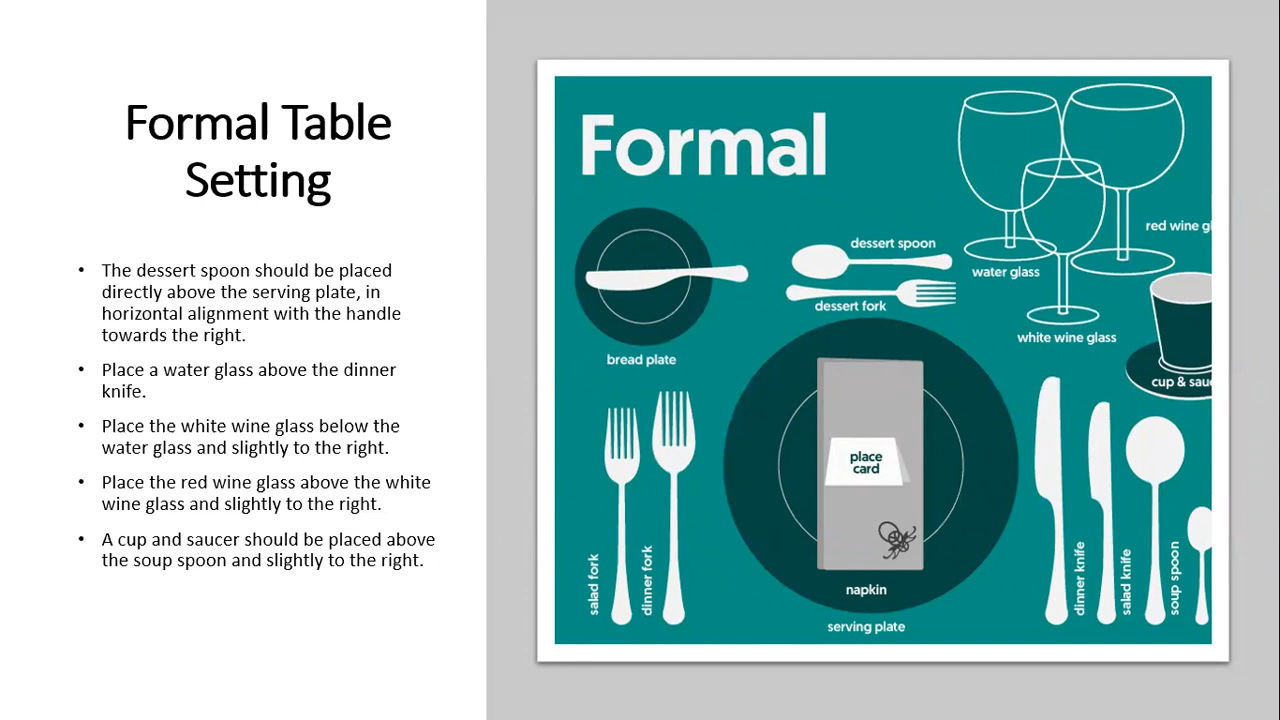 Formal Table
Setting
• The dessert spoon should be placed
directly above the serving plate, in
horizontal alignment with the handle
towards the right.
• Place a water glass above the dinner
knife.
• Place the white wine glass below the
water glass and slightly to the right.
• Place the red wine glass above the white
wine glass and slightly to the right.
• A cup and saucer should be placed above
the soup spoon and slightly to the right.
Formal
dessert spoon
dessert fork
red wine
water glass
white wine glass
bread plate
cup &
place
card
salad fork
dinner fork
napkin
serving plate
dinner knife
salad knife
soup spoon